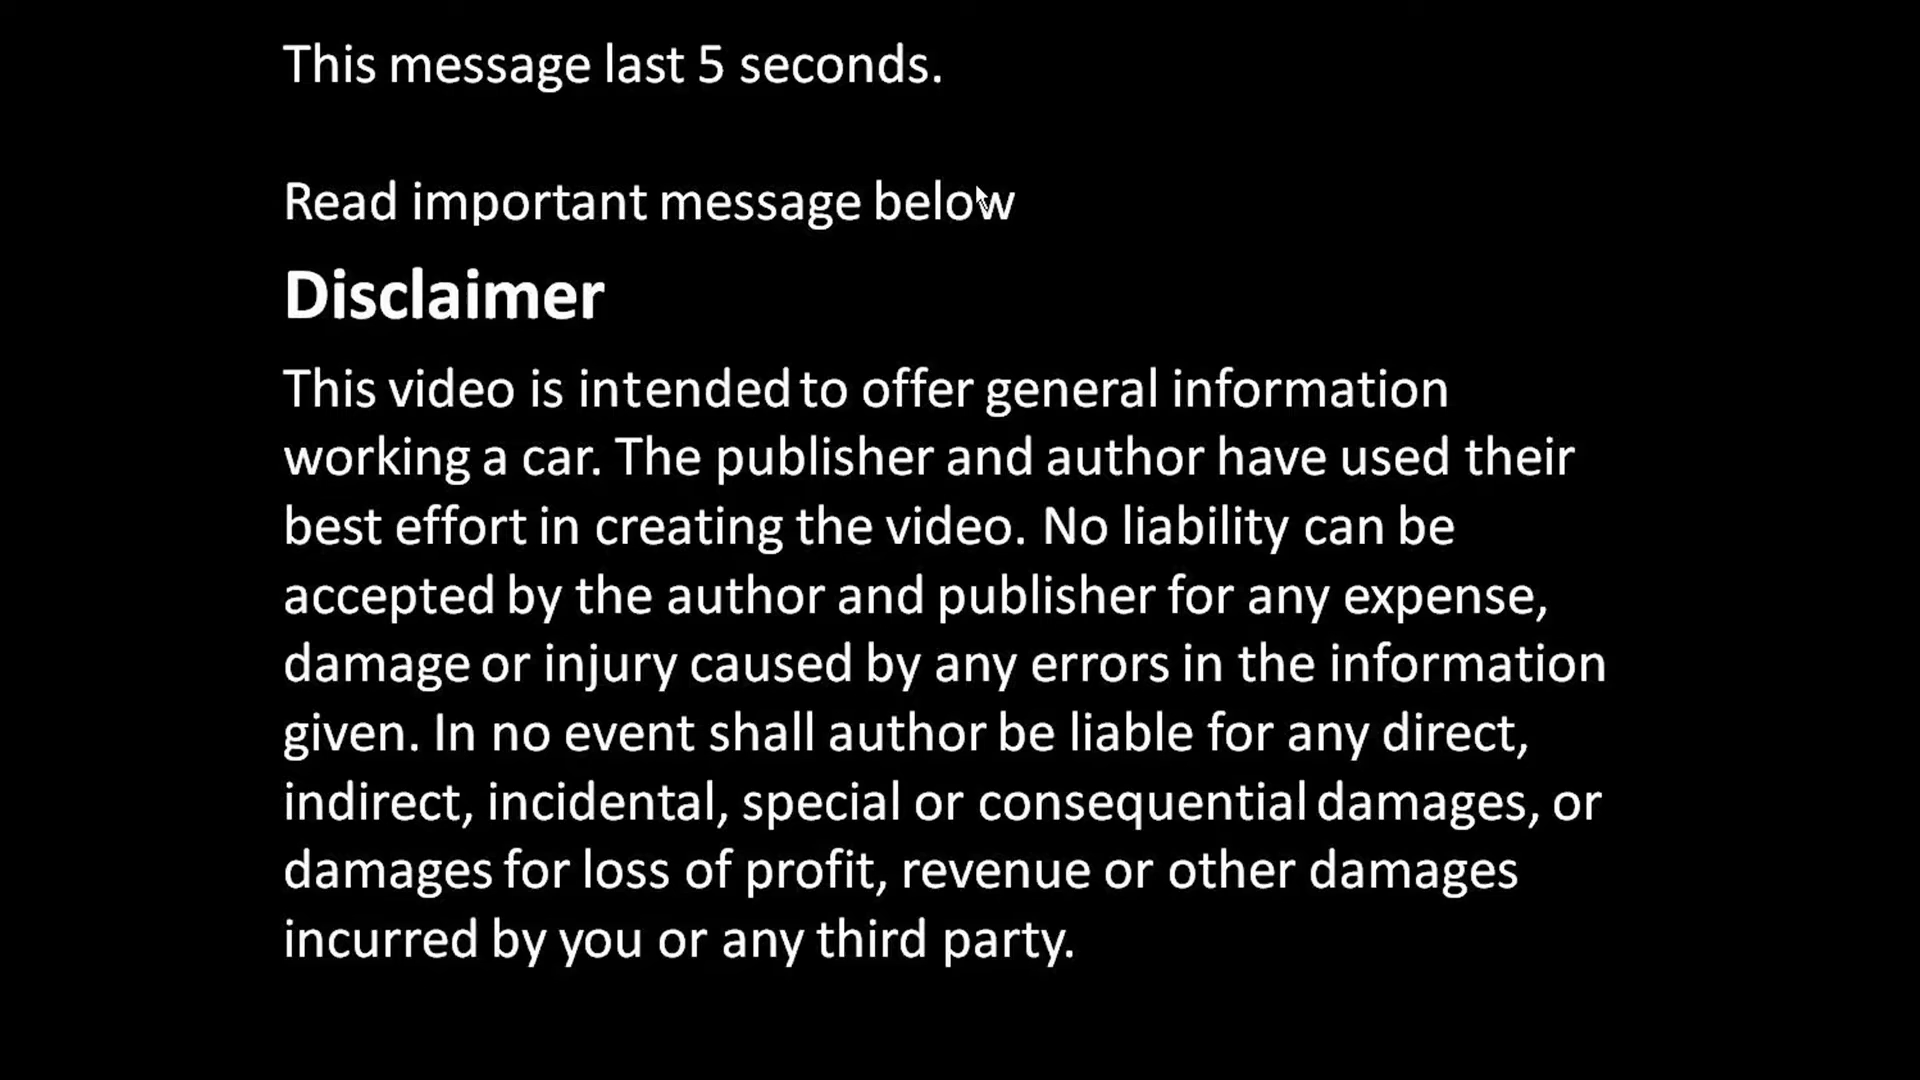 This message last 5 seconds.
Read important message below
Disclaimer
This video is intended to offer general information
working a car. The publisher and author have used their
best effort in creating the video. No liability can be
accepted by the author and publisher for any expense,
damage or injury caused by any errors in the information
given. In no event shall author be liable for any direct,
indirect, incidental, special or consequential damages, or
damages for loss of profit, revenue or other damages
incurred by you or any third party.